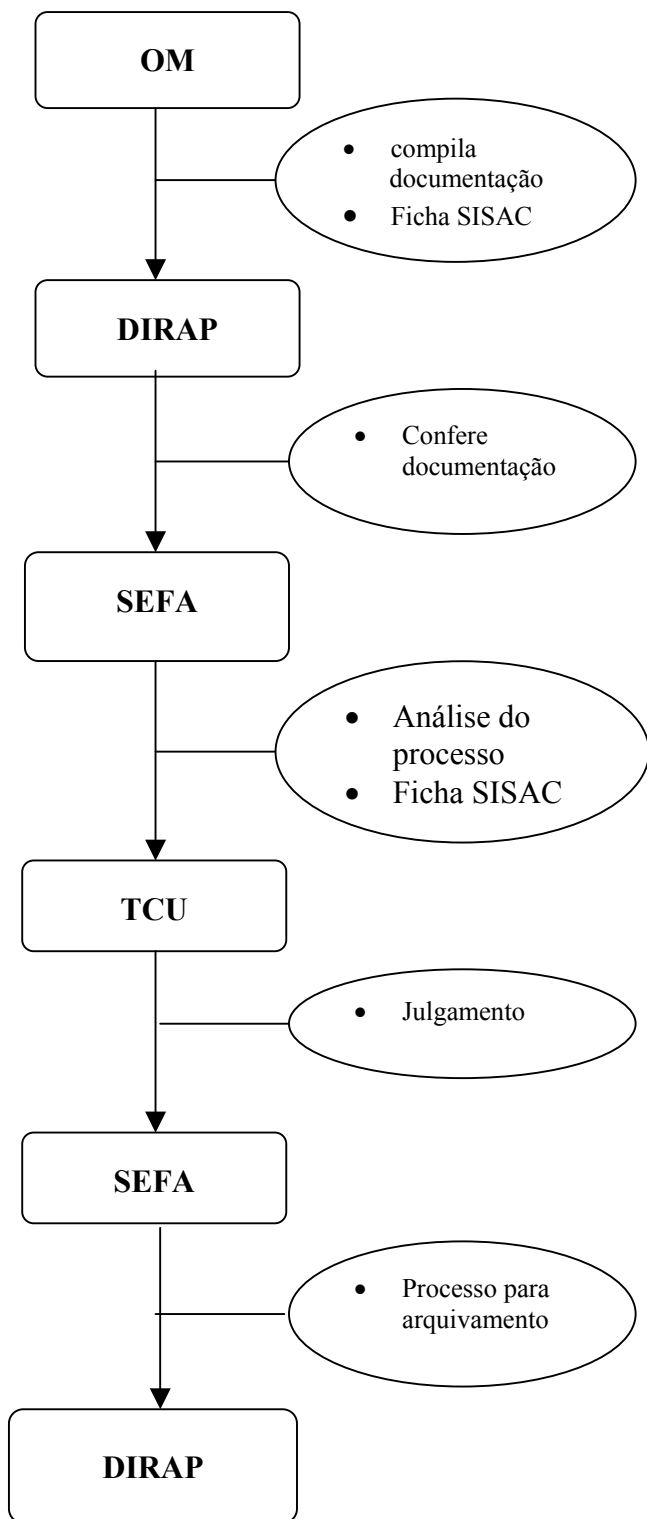 OM
• compila
documentação
• Ficha SISAC
DIRAP
• Confere
documentação
SEFA
• Análise do
processo
• Ficha SISAC
TCU
• Julgamento
SEFA
• Processo para
arquivamento
DIRAP